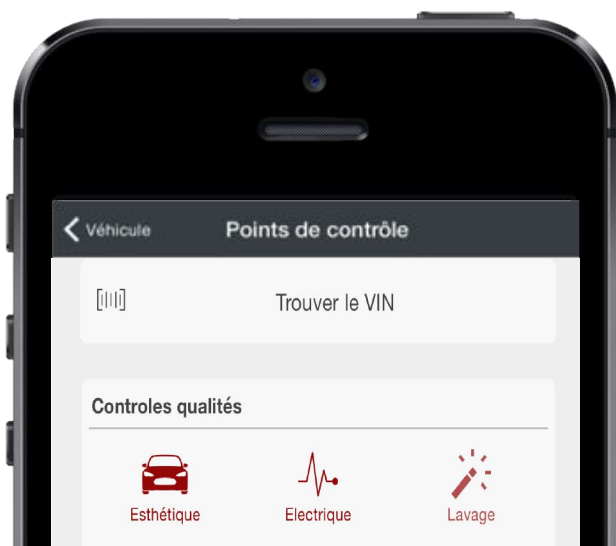 Véhicule
Points de contrôle
Trouver le VIN
Controles qualités
Esthétique
Electrique
Lavage